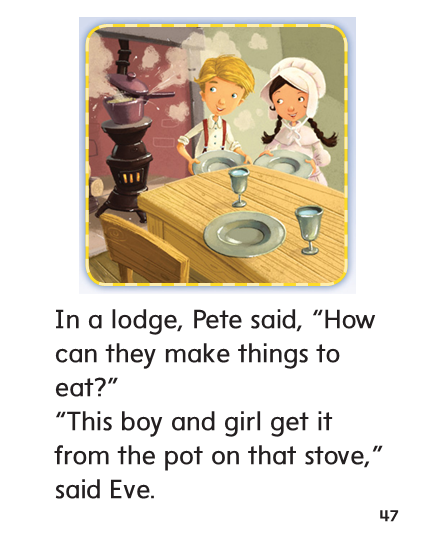 In a lodge, Pete said, “How
can they make things to
eat?”
“This boy and girl get it
from the pot on that stove,”
said Eve.
47